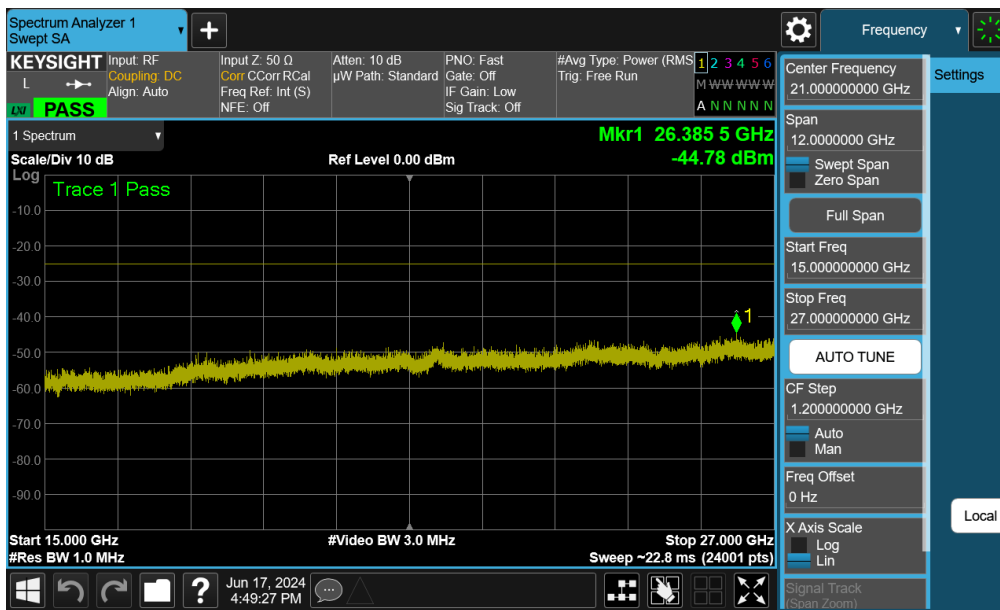 Spectrum Analyzer 1
Swept SA
Frequency
KEYSIGHT
L
LXI PASS
Input: RF
Coupling: DC
Align: Auto
Input Z: 50 Ω
Corr CCorr RCal
Freq Ref: Int (S)
NFE: Off
Atten: 10 dB
µW Path: Standard
PNO: Fast
Gate: Off
IF Gain: Low
Sig Track: Off
#Avg Type: Power (RMS
Trig: Free Run
1 2 3 4 5 6
M W W W W W
A N N N N N
1 Spectrum
Mkr1 26.385 5 GHz
-44.78 dBm
Scale/Div 10 dB
Ref Level 0.00 dBm
Log
Trace 1 Pass
-10.0
-20.0
-30.0
-40.0
-50.0
-60.0
-70.0
-80.0
-90.0
1
Start 15.000 GHz
#Video BW 3.0 MHz
Stop 27.000 GHz
#Res BW 1.0 MHz
Sweep ~22.8 ms (24001 pts)
Center Frequency
21.000000000 GHz
Span
12.0000000 GHz
Swept Span
Zero Span
Full Span
Start Freq
15.000000000 GHz
Stop Freq
27.000000000 GHz
AUTO TUNE
CF Step
1.200000000 GHz
Auto
Man
Freq Offset
0 Hz
X Axis Scale
Log
Lin
Signal Track
(Span Zoom)
Settings
Local
?
Jun 17, 2024
4:49:27 PM